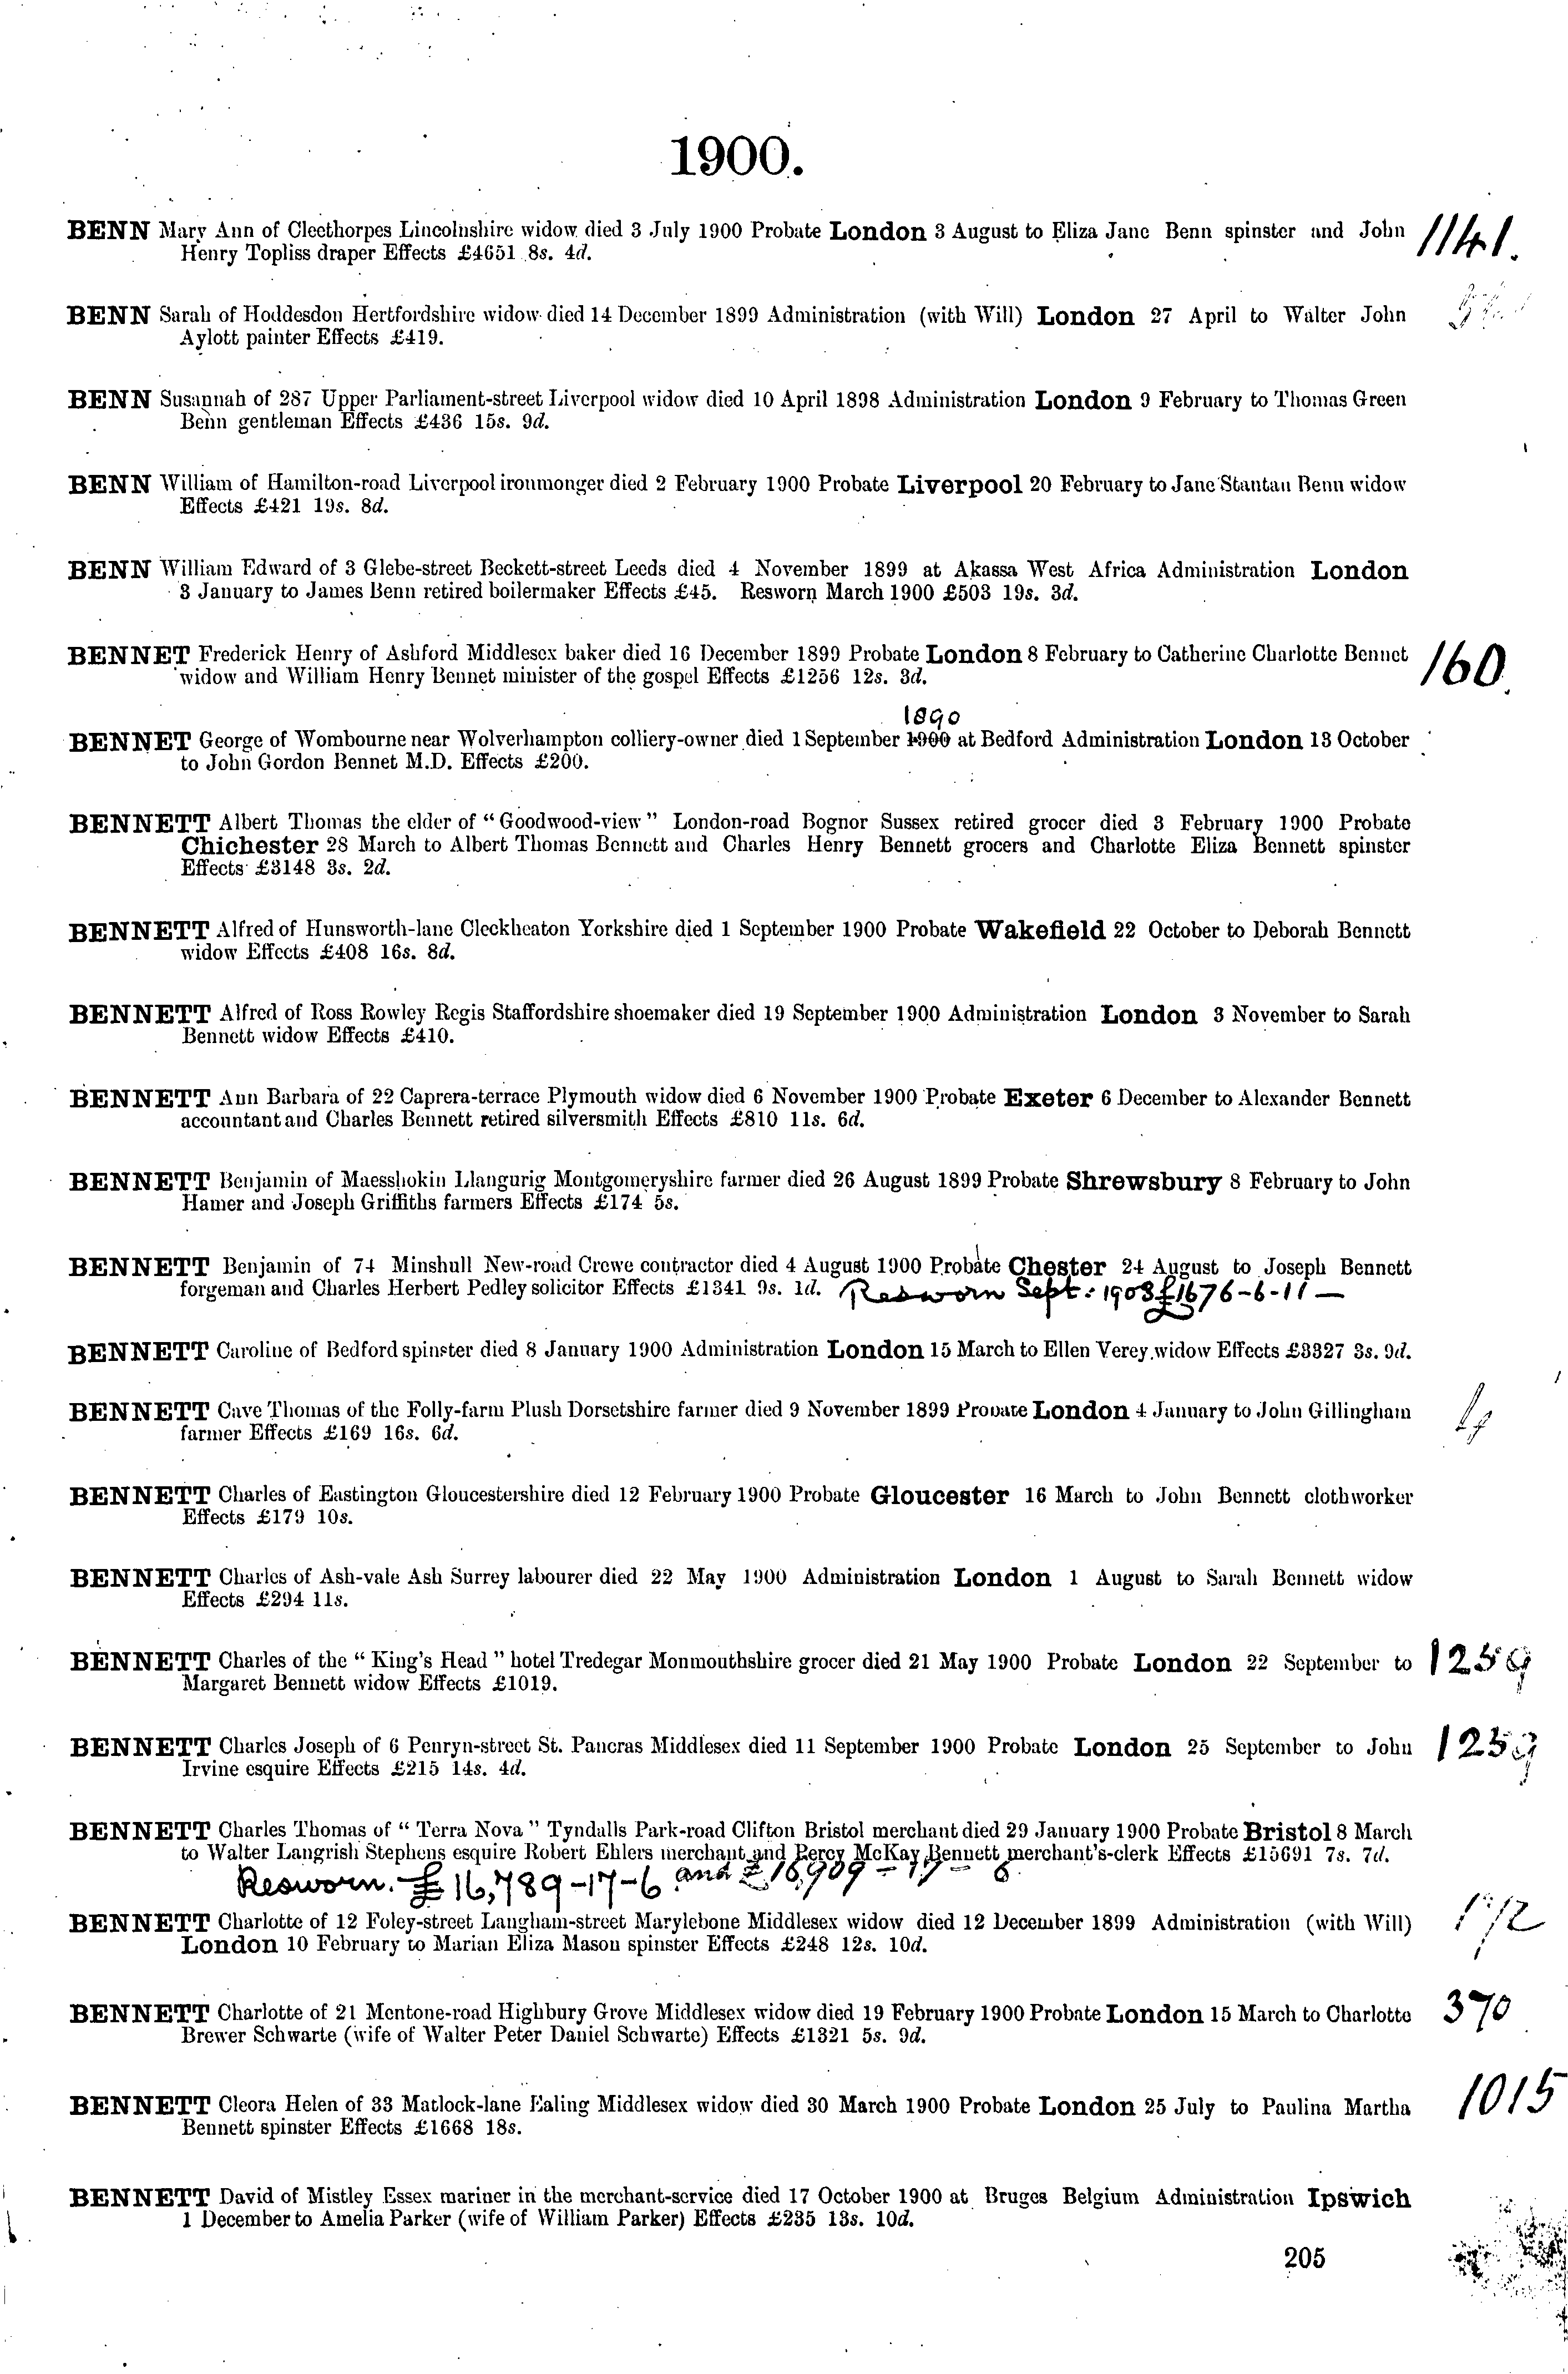 1900.
BENN Mary Ann of Cleethorpes Lincolnshire widow died 3 July 1900 Probate London 3 August to Eliza Jane Benn spinster and John 1141.
Henry Topliss draper Effects £4651 8s. 4d.
BENN Sarah of Hoddesdon Hertfordshire widow died 14 December 1899 Administration (with Will) London 27 April to Walter John
Aylott painter Effects £419.
BENN Susannah of 287 Upper Parliament-street Liverpool widow died 10 April 1898 Administration London 9 February to Thomas Green
Benn gentleman Effects £436 15s. 9d.
BENN William of Hamilton-road Liverpool ironmonger died 2 February 1900 Probate Liverpool 20 February to Jane Stantan Benn widow
Effects £421 19s. 8d.
BENN William Edward of 3 Glebe-street Beckett-street Leeds died 4 November 1899 at Akassa West Africa Administration London
3 January to James Benn retired boilermaker Effects £45. Resworn March 1900 £503 19s. 3d.
BENNET Frederick Henry of Ashford Middlesex baker died 16 December 1899 Probate London 8 February to Catherine Charlotte Bennet 160.
widow and William Henry Bennet minister of the gospel Effects £1256 12s. 3d.
1890
BENNET George of Wombourne near Wolverhampton colliery-owner died 1 September 1900 at Bedford Administration London 13 October
to John Gordon Bennet M.D. Effects £200.
BENNETT Albert Thomas the elder of "Goodwood-view" London-road Bognor Sussex retired grocer died 3 February 1900 Probate
Chichester 28 March to Albert Thomas Bennett and Charles Henry Bennett grocers and Charlotte Eliza Bennett spinster
Effects £3148 3s. 2d.
BENNETT Alfred of Hunsworth-lane Cleckheaton Yorkshire died 1 September 1900 Probate Wakefield 22 October to Deborah Bennett
widow Effects £408 16s. 8d.
BENNETT Alfred of Ross Rowley Regis Staffordshire shoemaker died 19 September 1900 Administration London 3 November to Sarah
Bennett widow Effects £410.
BENNETT Ann Barbara of 22 Caprera-terrace Plymouth widow died 6 November 1900 Probate Exeter 6 December to Alexander Bennett
accountant and Charles Bennett retired silversmith Effects £810 11s. 6d.
BENNETT Benjamin of Maesshokin Llangurig Montgomeryshire farmer died 26 August 1899 Probate Shrewsbury 8 February to John
Hamer and Joseph Griffiths farmers Effects £174 5s.
BENNETT Benjamin of 74 Minshull New-road Crewe contractor died 4 August 1900 Probate Chester 24 August to Joseph Bennett
forgeman and Charles Herbert Pedley solicitor Effects £1341 9s. 1d. Resworn Sept: 1908 £1676-6-11-
BENNETT Caroline of Bedford spinster died 8 January 1900 Administration London 15 March to Ellen Verey widow Effects £3327 3s. 9d.
BENNETT Cave Thomas of the Folly-farm Plush Dorsetshire farmer died 9 November 1899 Probate London 4 January to John Gillingham
farmer Effects £169 16s. 6d.
BENNETT Charles of Eastington Gloucestershire died 12 February 1900 Probate Gloucester 16 March to John Bennett clothworker
Effects £179 10s.
BENNETT Charles of Ash-vale Ash Surrey labourer died 22 May 1900 Administration London 1 August to Sarah Bennett widow
Effects £294 11s.
BENNETT Charles of the "King's Head" hotel Tredegar Monmouthshire grocer died 21 May 1900 Probate London 22 September to 1259
Margaret Bennett widow Effects £1019.
BENNETT Charles Joseph of 6 Penryn-street St. Pancras Middlesex died 11 September 1900 Probate London 25 September to John 1259
Irvine esquire Effects £215 14s. 4d.
BENNETT Charles Thomas of "Terra Nova" Tyndalls Park-road Clifton Bristol merchant died 29 January 1900 Probate Bristol 8 March
to Walter Langrish Stephens esquire Robert Ehlers merchant and Percy McKay Bennett merchant's-clerk Effects £15691 7s. 7d.
Resworn. £16,789-17-6 and £16,909-17-6
BENNETT Charlotte of 12 Foley-street Langham-street Marylebone Middlesex widow died 12 December 1899 Administration (with Will)
London 10 February to Marian Eliza Mason spinster Effects £248 12s. 10d.
BENNETT Charlotte of 21 Mentone-road Highbury Grove Middlesex widow died 19 February 1900 Probate London 15 March to Charlotte 370
Brewer Schwarte (wife of Walter Peter Daniel Schwarte) Effects £1321 5s. 9d.
BENNETT Cleora Helen of 33 Matlock-lane Ealing Middlesex widow died 30 March 1900 Probate London 25 July to Paulina Martha 1015
Bennett spinster Effects £1668 18s.
BENNETT David of Mistley Essex mariner in the merchant-service died 17 October 1900 at Bruges Belgium Administration Ipswich
1 December to Amelia Parker (wife of William Parker) Effects £235 13s. 10d.
205